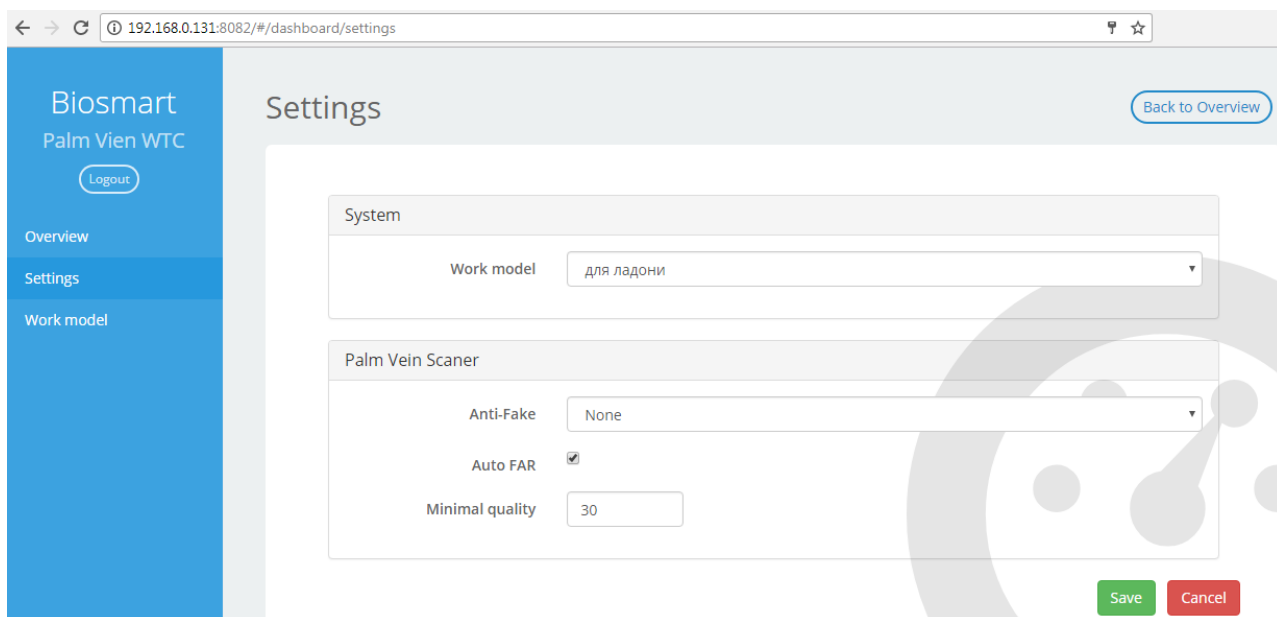 192.168.0.131:8082/#/dashboard/settings
Biosmart
Palm Vien WTC
Logout
Overview
Settings
Work model
Settings
Back to Overview
System
Work model
для ладони
Palm Vein Scaner
Anti-Fake
None
Auto FAR
Minimal quality
30
Save
Cancel